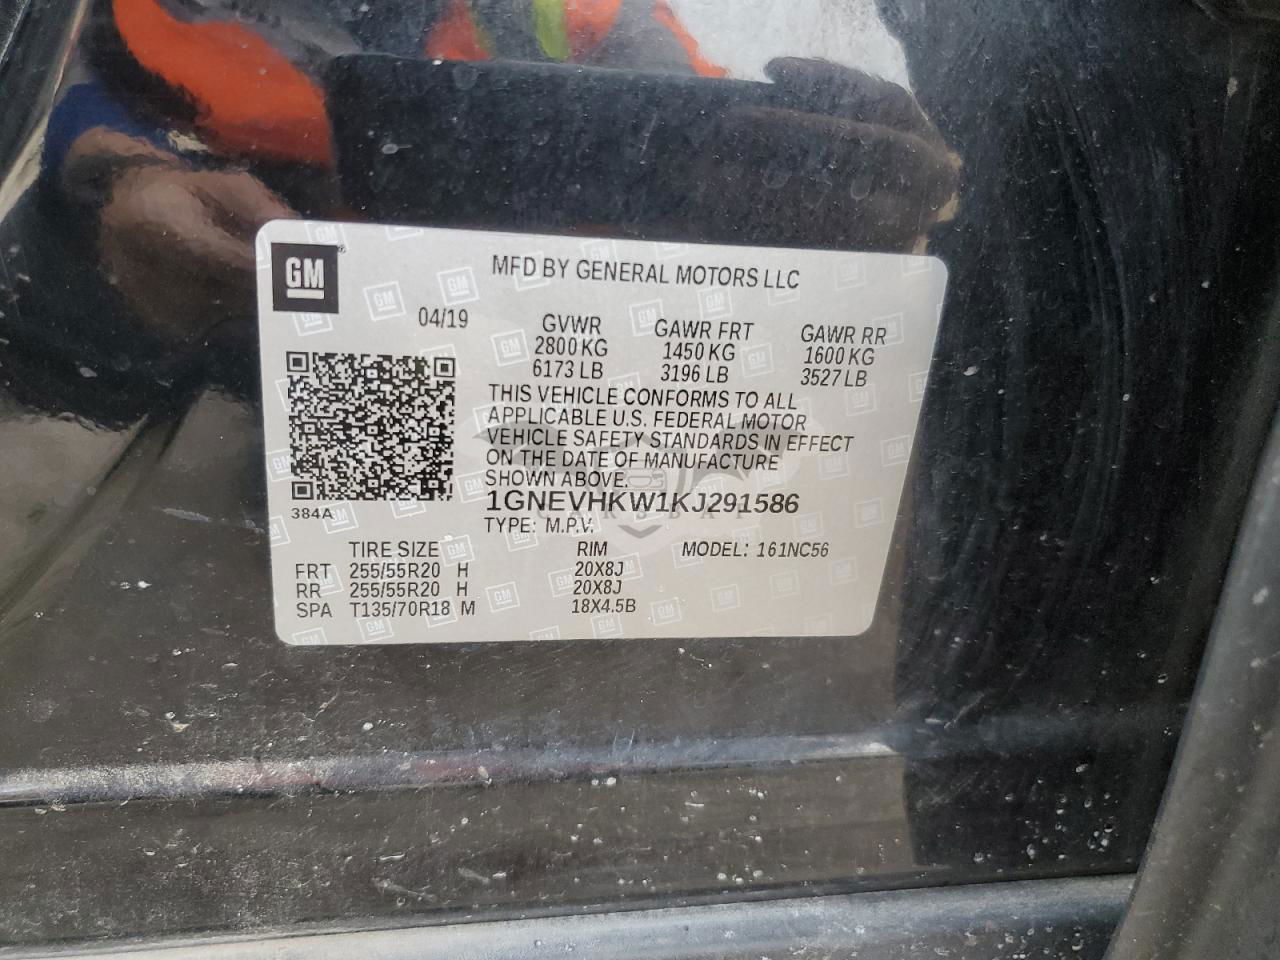 GM
MFD BY GENERAL MOTORS LLC
04/19 GVWR GAWR FRT GAWR RR
2800 KG 1450 KG 1600 KG
6173 LB 3196 LB 3527 LB
THIS VEHICLE CONFORMS TO ALL
APPLICABLE U.S. FEDERAL MOTOR
VEHICLE SAFETY STANDARDS IN EFFECT
ON THE DATE OF MANUFACTURE
SHOWN ABOVE.
1GNEVHKW1KJ291586
384A
TYPE: M.P.V.
TIRE SIZE RIM MODEL: 161NC56
FRT 255/55R20 H 20X8J
RR 255/55R20 H 20X8J
SPA T135/70R18 M 18X4.5B